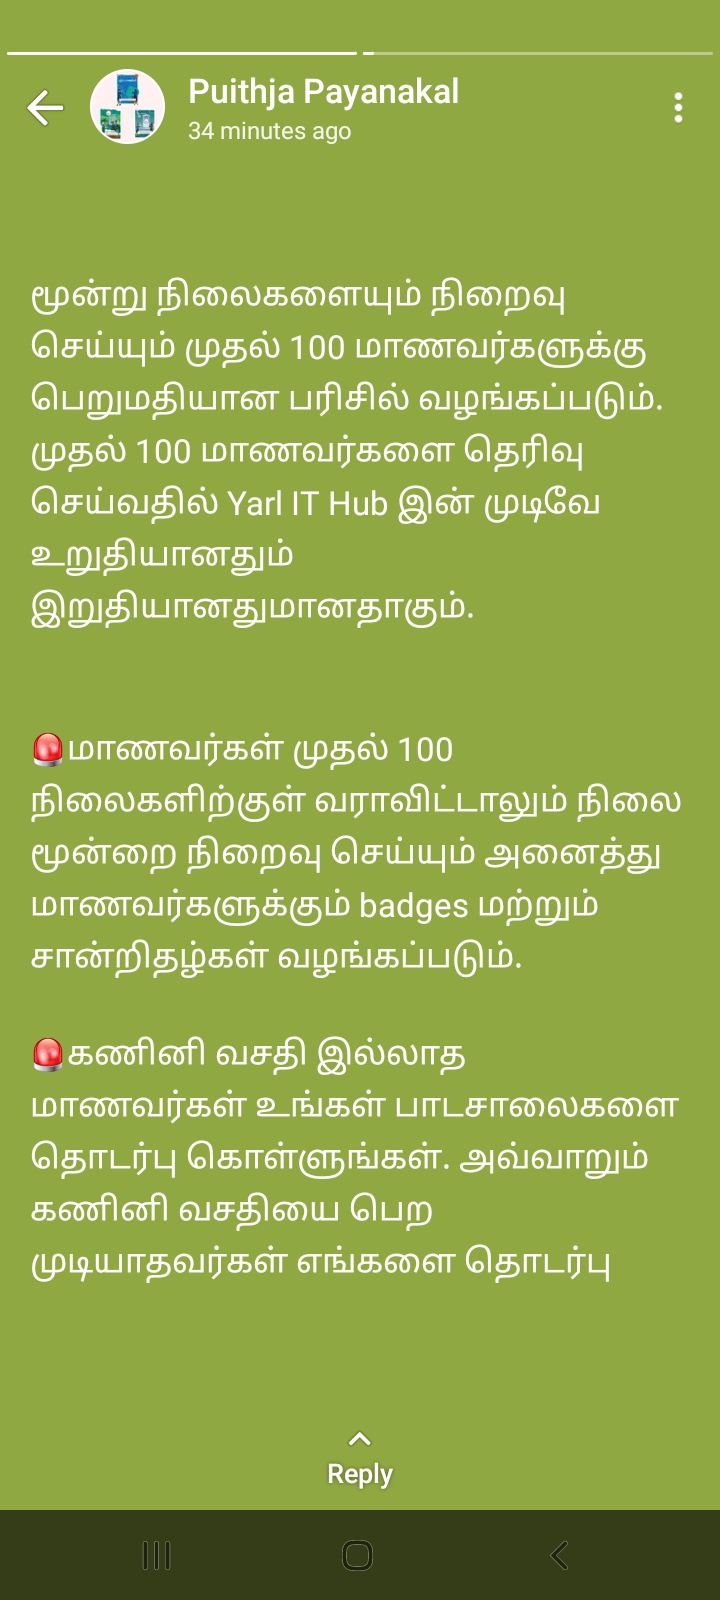 Puithja Payanakal
34 minutes ago
மூன்று நிலைகளையும் நிறைவு
செய்யும் முதல் 100 மாணவர்களுக்கு
பெறுமதியான பரிசில் வழங்கப்படும்.
முதல் 100 மாணவர்களை தெரிவு
செய்வதில் Yarl IT Hub இன் முடிவே
உறுதியானதும்
இறுதியானதுமானதாகும்.
🚨மாணவர்கள் முதல் 100
நிலைகளிற்குள் வராவிட்டாலும் நிலை
மூன்றை நிறைவு செய்யும் அனைத்து
மாணவர்களுக்கும் badges மற்றும்
சான்றிதழ்கள் வழங்கப்படும்.
🚨கணினி வசதி இல்லாத
மாணவர்கள் உங்கள் பாடசாலைகளை
தொடர்பு கொள்ளுங்கள். அவ்வாறும்
கணினி வசதியை பெற
முடியாதவர்கள் எங்களை தொடர்பு
Reply